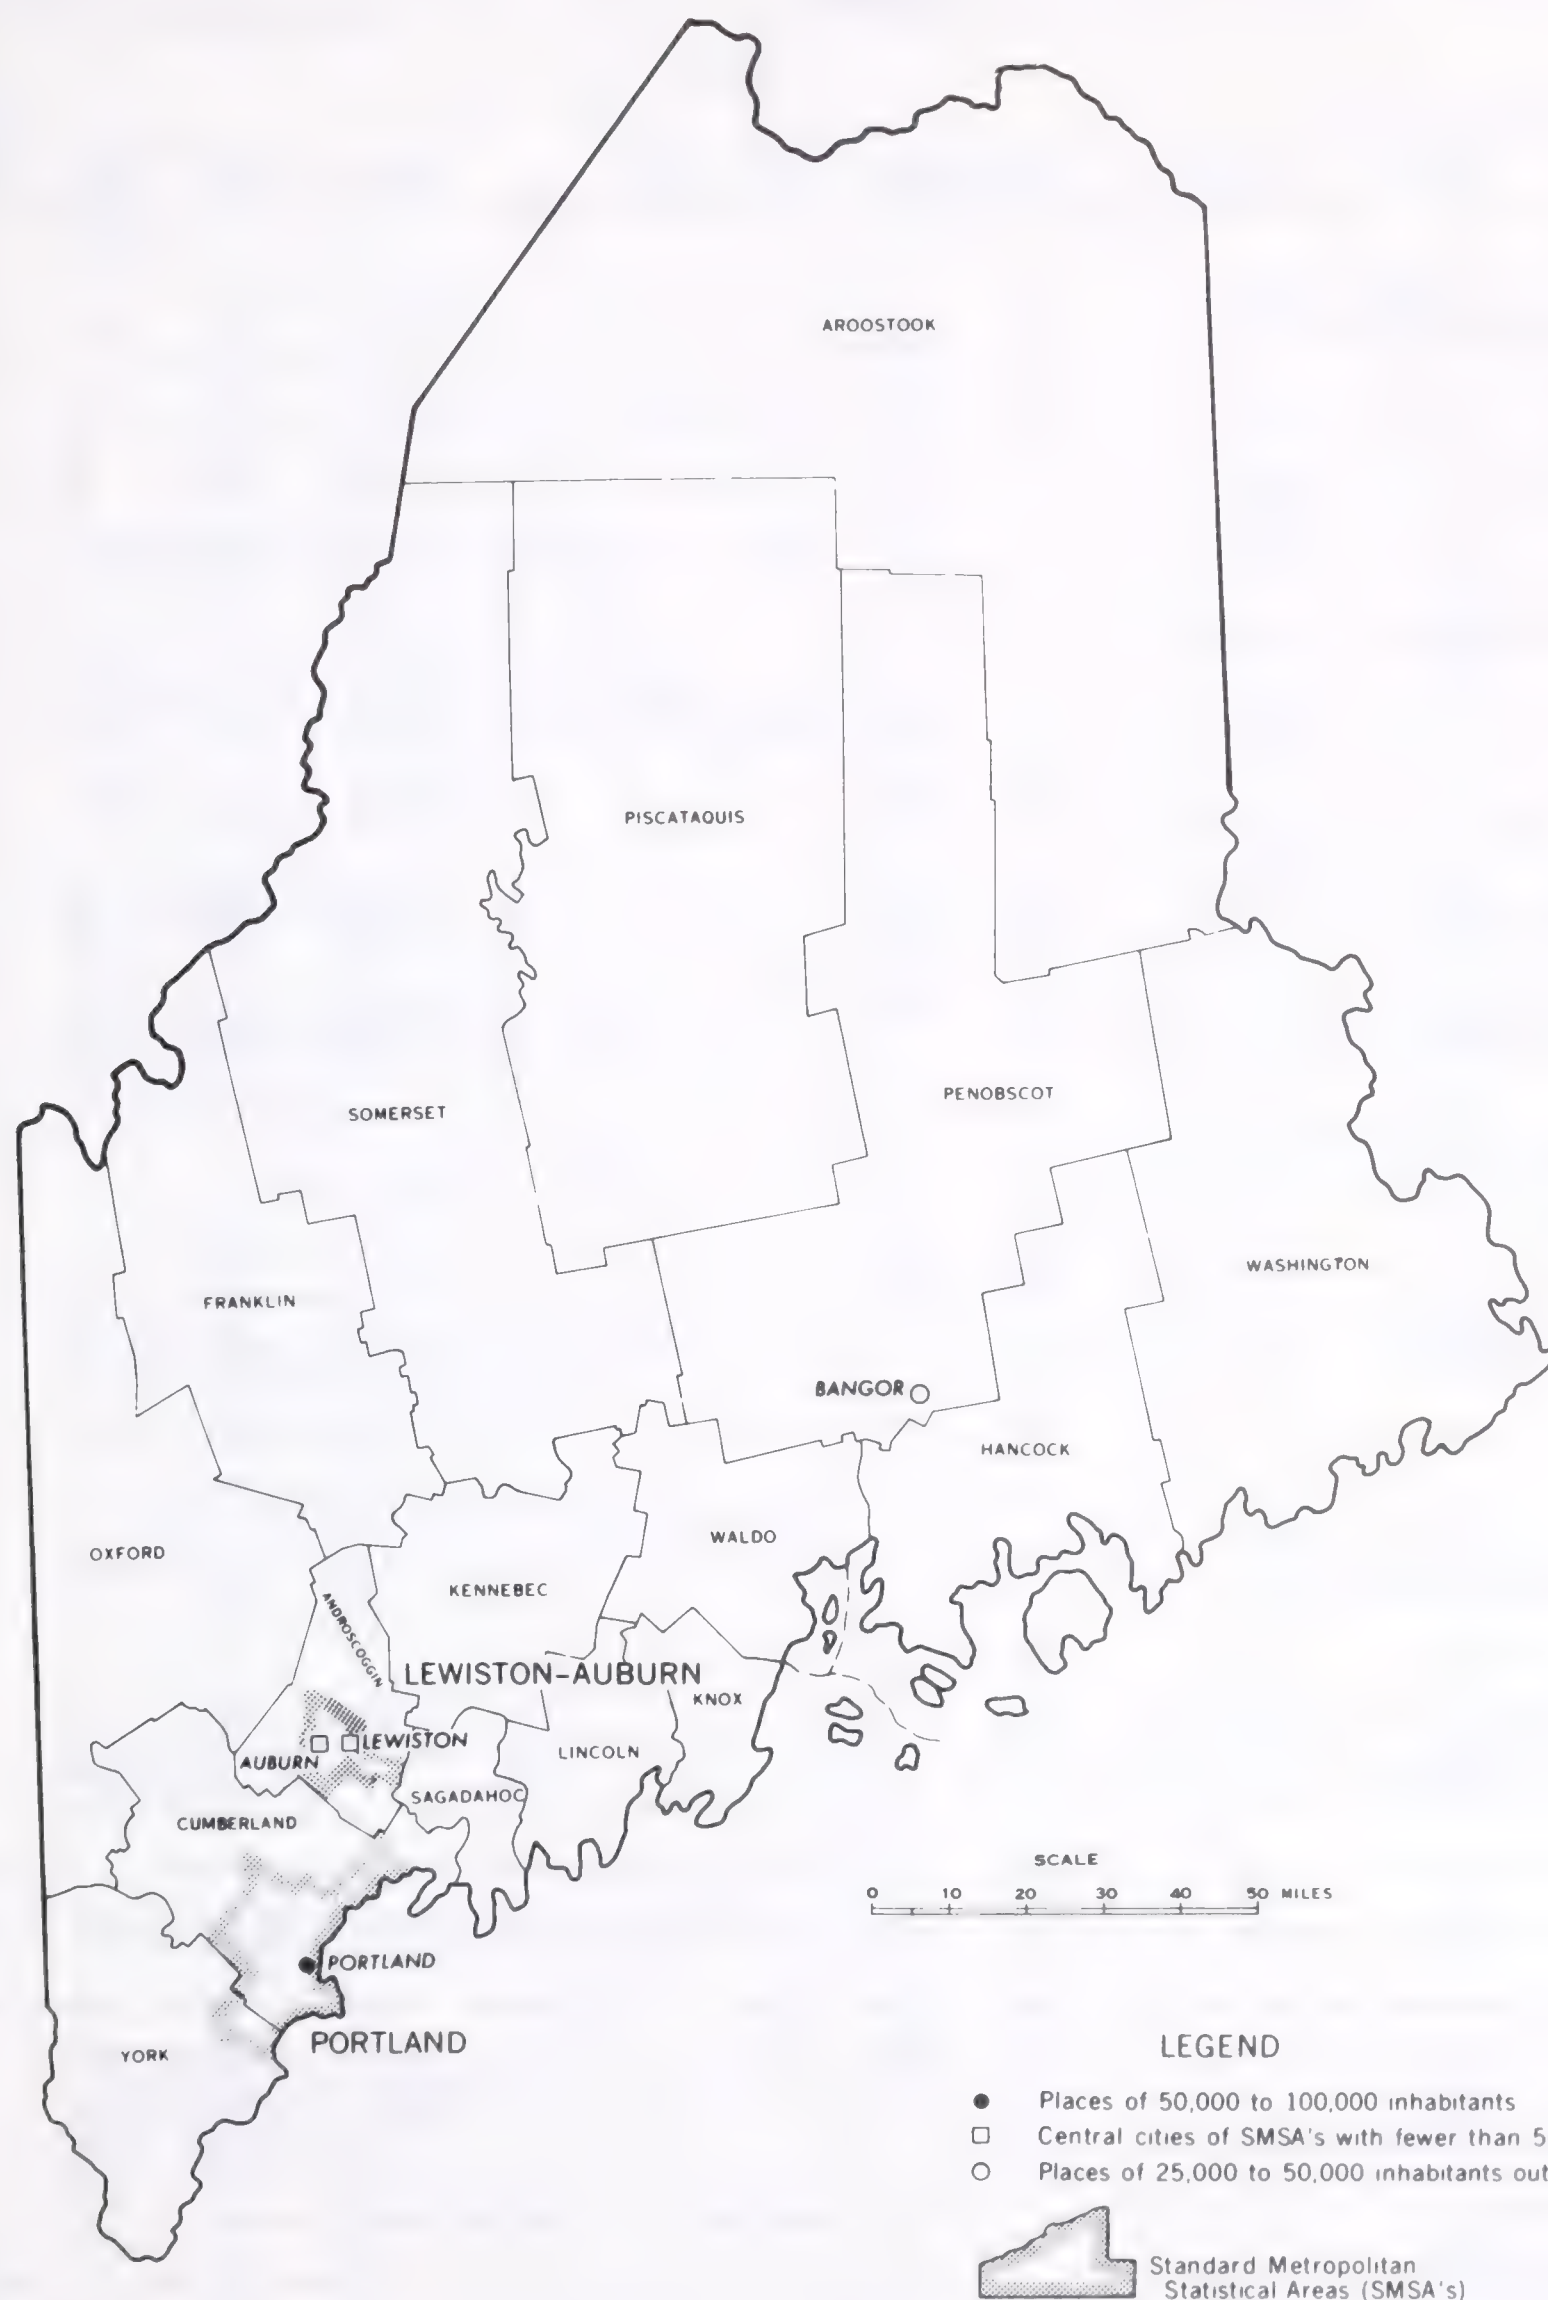 AROOSTOOK
PISCATAQUIS
PENOBSCOT
SOMERSET
WASHINGTON
FRANKLIN
BANGOR
HANCOCK
WALDO
OXFORD
KENNEBEC
ANDROSCOGGIN
LEWISTON-AUBURN
KNOX
LEWISTON
LINCOLN
AUBURN
SAGADAHOC
CUMBERLAND
SCALE
0 10 20 30 40 50 MILES
PORTLAND
PORTLAND
YORK
LEGEND
Places of 50,000 to 100,000 inhabitants
Central cities of SMSA's with fewer than 5
Places of 25,000 to 50,000 inhabitants out
Standard Metropolitan
Statistical Areas (SMSA's)